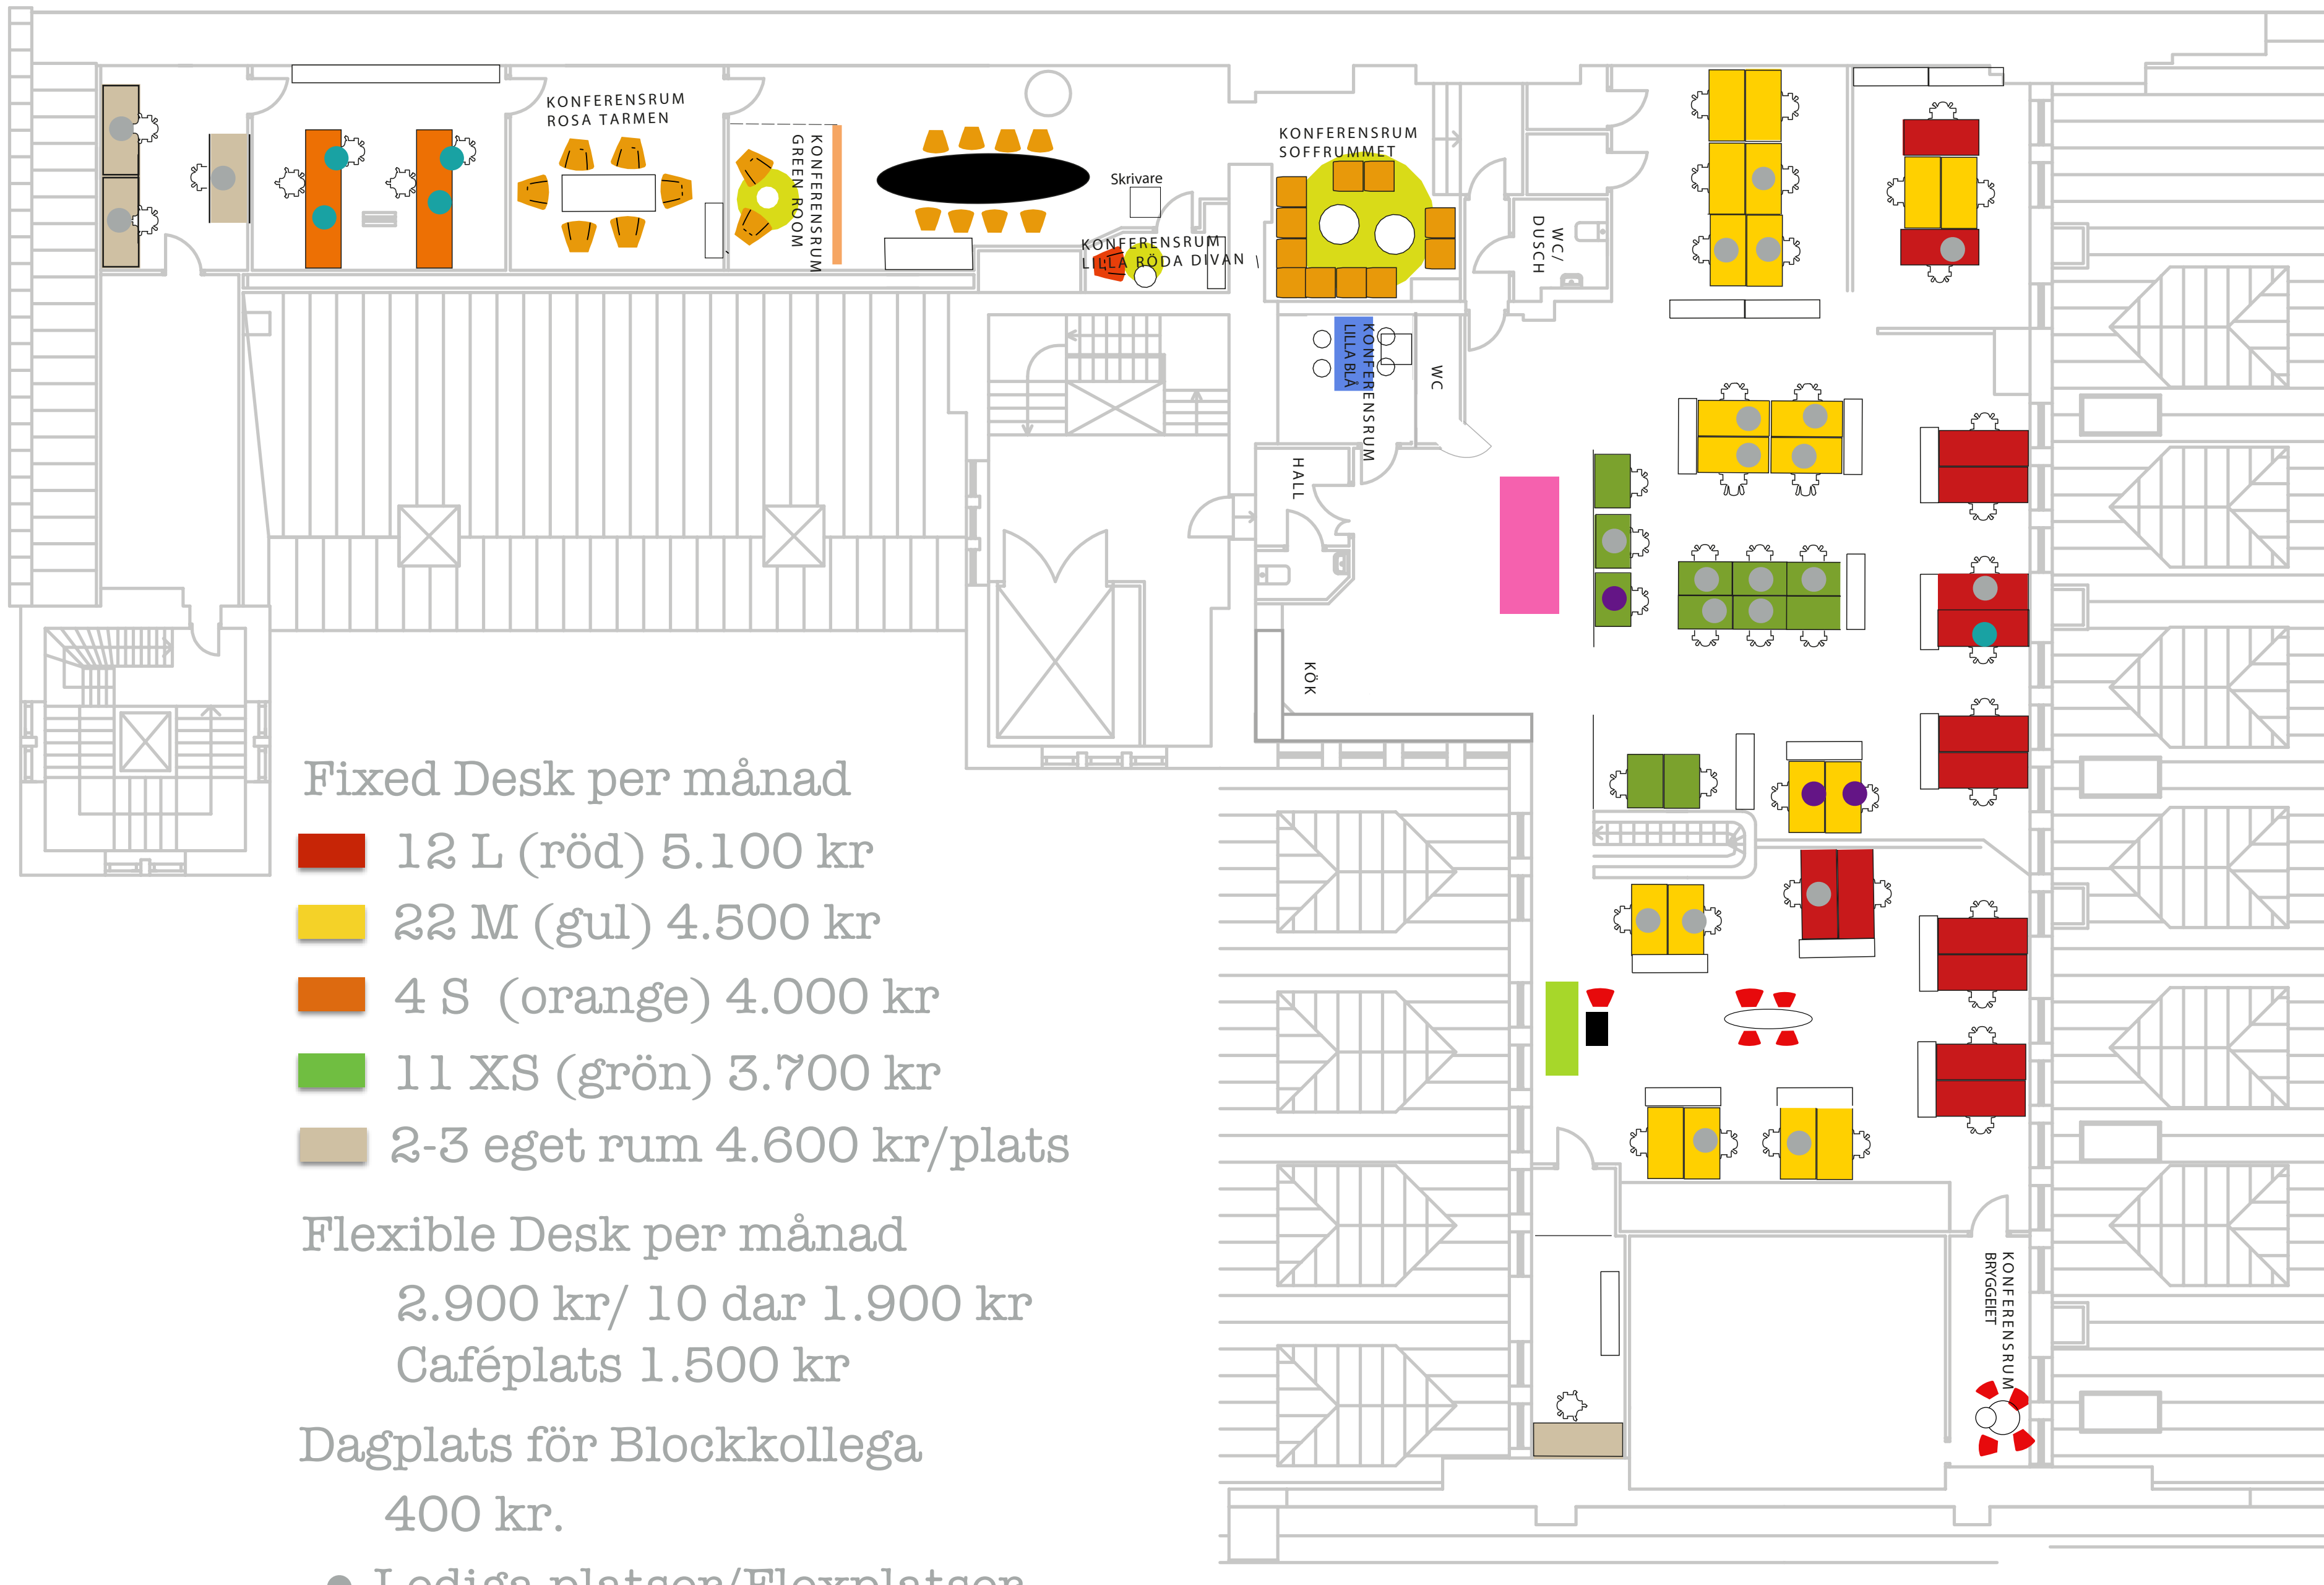 KONFERENSRUM
ROSA TARMEN
KONFERENSRUM
GREEN ROOM
Skrivare
KONFERENSRUM
LILLA RÖDA DIVAN
KONFERENSRUM
SOFFRUMMET
WC/
DUSCH
KONFERENSRUM
LILLA BLÅ
WC
HALL
KÖK
Fixed Desk per månad
12 L (röd) 5.100 kr
22 M (gul) 4.500 kr
4 S (orange) 4.000 kr
11 XS (grön) 3.700 kr
2-3 eget rum 4.600 kr/plats
Flexible Desk per månad
2.900 kr/ 10 dar 1.900 kr
Caféplats 1.500 kr
Dagplats för Blockkollega
400 kr.
Lediga platser/Flexplatser
KONFERENSRUM
BRYGGEIET